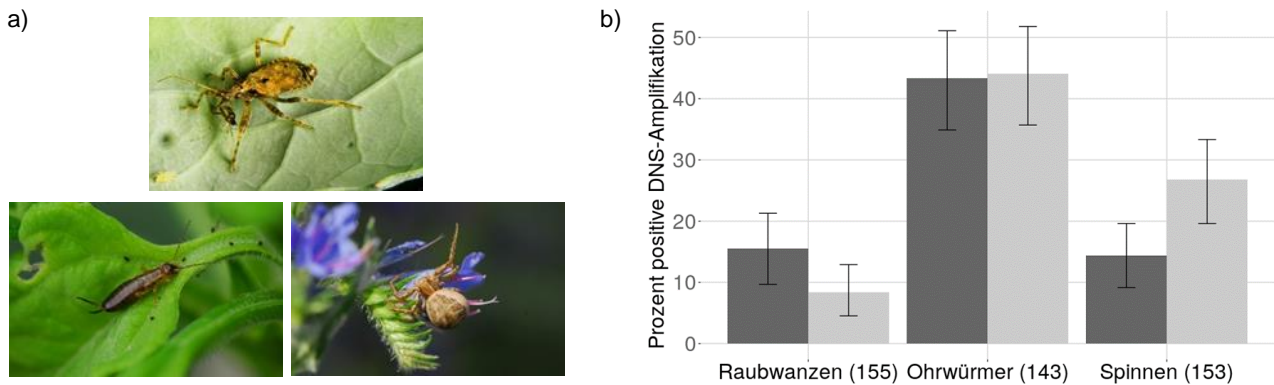 a)
b)
Prozent positive DNS-Amplifikation
50
40
30
20
10
0
Raubwanzen (155) Ohrwürmer (143) Spinnen (153)